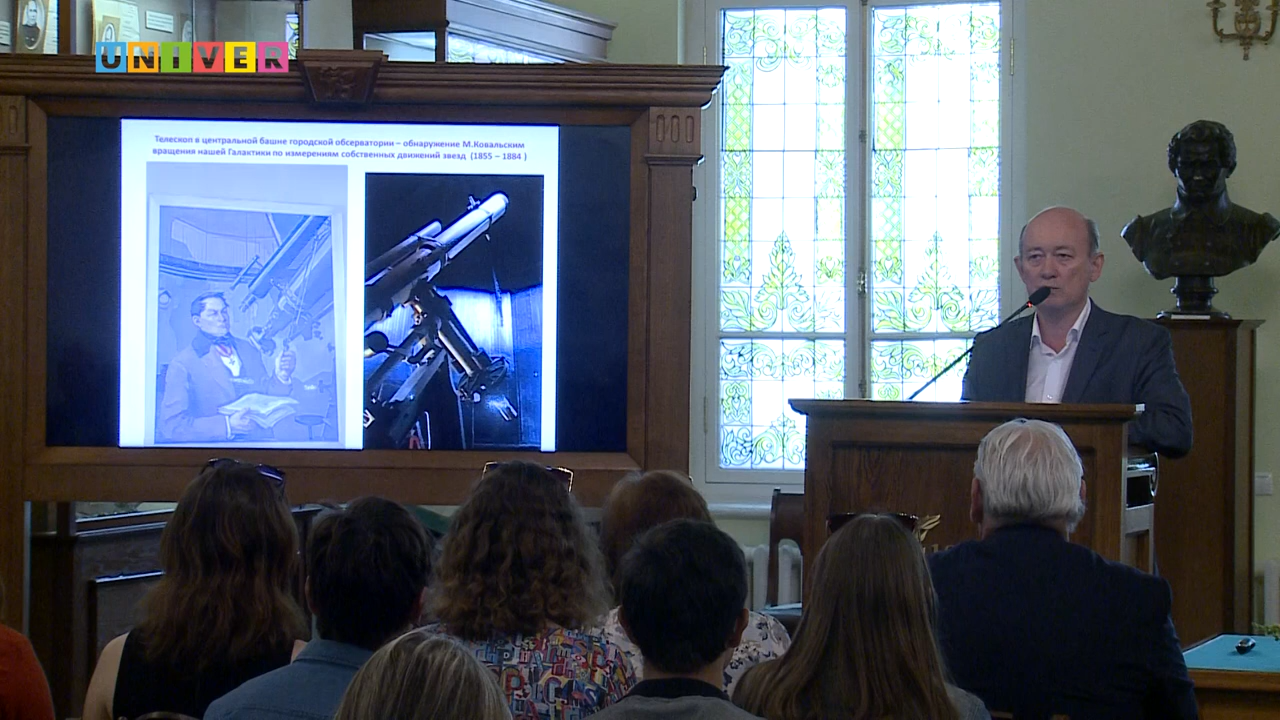 UNIVER
Телескоп в центральной башне городской обсерватории – обнаружение М.Ковальским
вращения нашей Галактики по измерениям собственных движений звезд (1855 – 1884 )